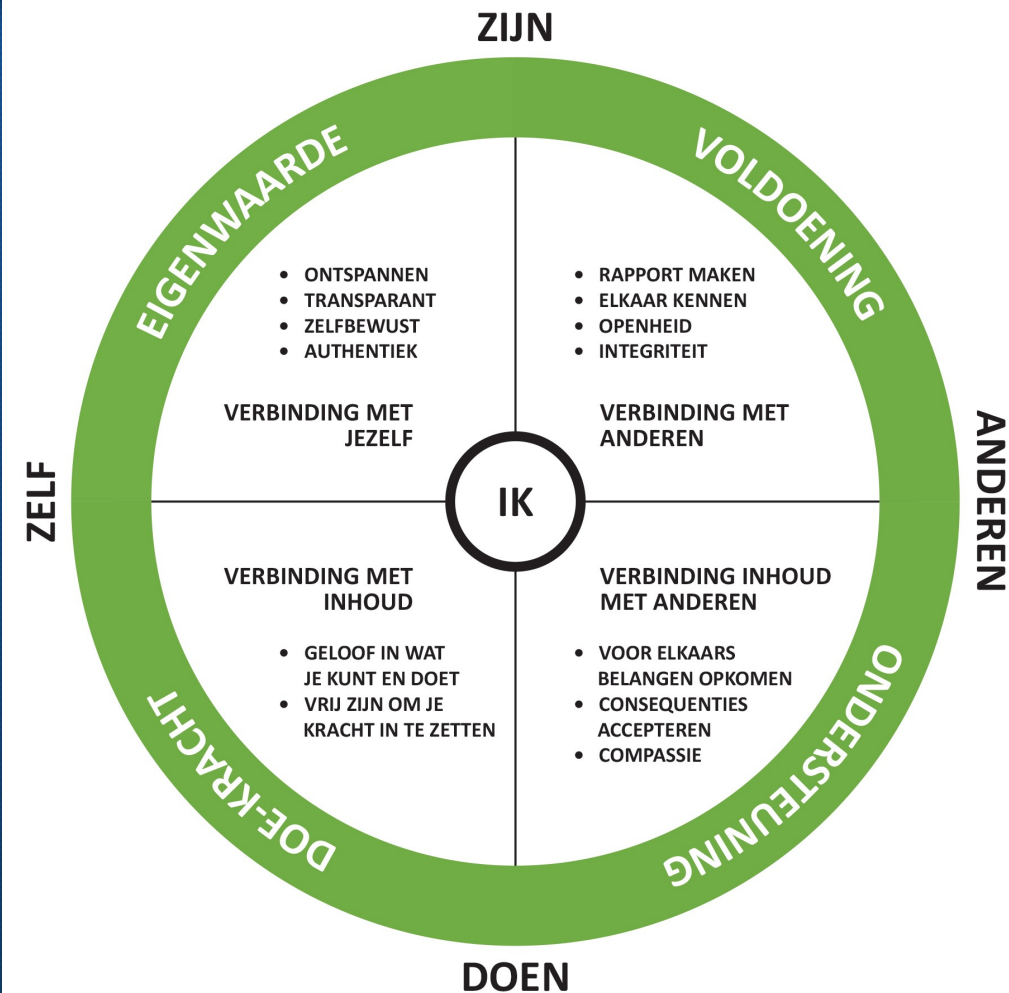 ZIJN
EIGENWAARDE
VOLDOENING
• ONTSPANNEN
• TRANSPARANT
• ZELFBEWUST
• AUTHENTIEK
• RAPPORT MAKEN
• ELKAAR KENNEN
• OPENHEID
• INTEGRITEIT
VERBINDING MET
JEZELF
VERBINDING MET
ANDEREN
ZELF
IK
ANDEREN
VERBINDING MET
INHOUD
VERBINDING INHOUD
MET ANDEREN
• GELOOF IN WAT
JE KUNT EN DOET
• VRIJ ZIJN OM JE
KRACHT IN TE ZETTEN
• VOOR ELKAARS
BELANGEN OPKOMEN
• CONSEQUENTIES
ACCEPTEREN
• COMPASSIE
DOE-KRACHT
ONDERSTEUNING
DOEN